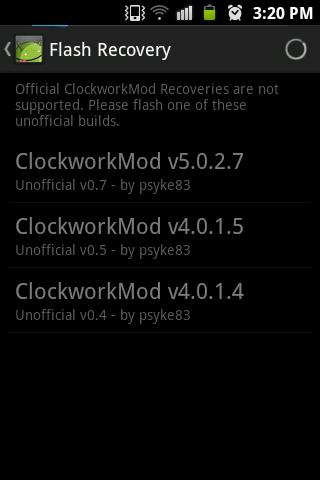 3:20 PM
Flash Recovery
Official ClockworkMod Recoveries are not
supported. Please flash one of these
unofficial builds.
ClockworkMod v5.0.2.7
Unofficial v0.7 - by psyke83
ClockworkMod v4.0.1.5
Unofficial v0.5 - by psyke83
ClockworkMod v4.0.1.4
Unofficial v0.4 - by psyke83